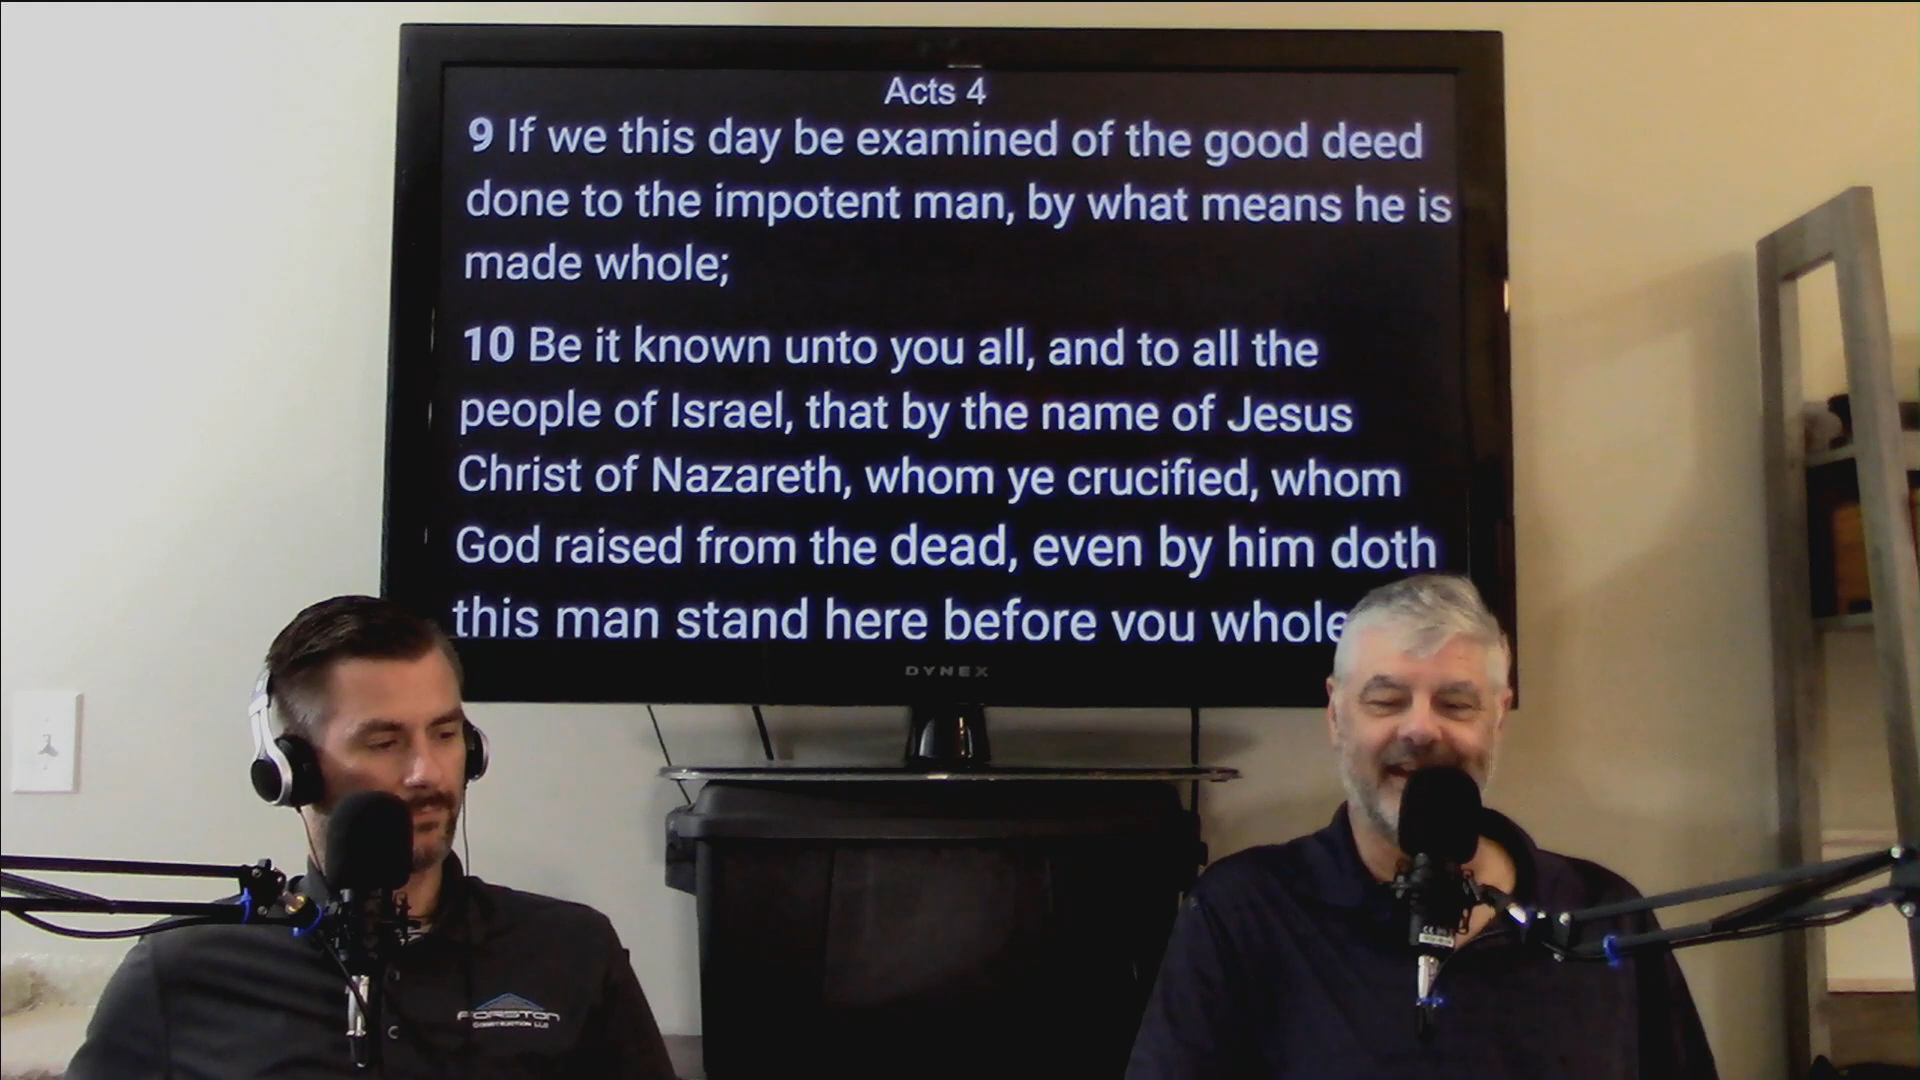 Acts 4
9 If we this day be examined of the good deed
done to the impotent man, by what means he is
made whole;
10 Be it known unto you all, and to all the
people of Israel, that by the name of Jesus
Christ of Nazareth, whom ye crucified, whom
God raised from the dead, even by him doth
this man stand here before you whole
DYNEX
CONSTRUCTION LLC